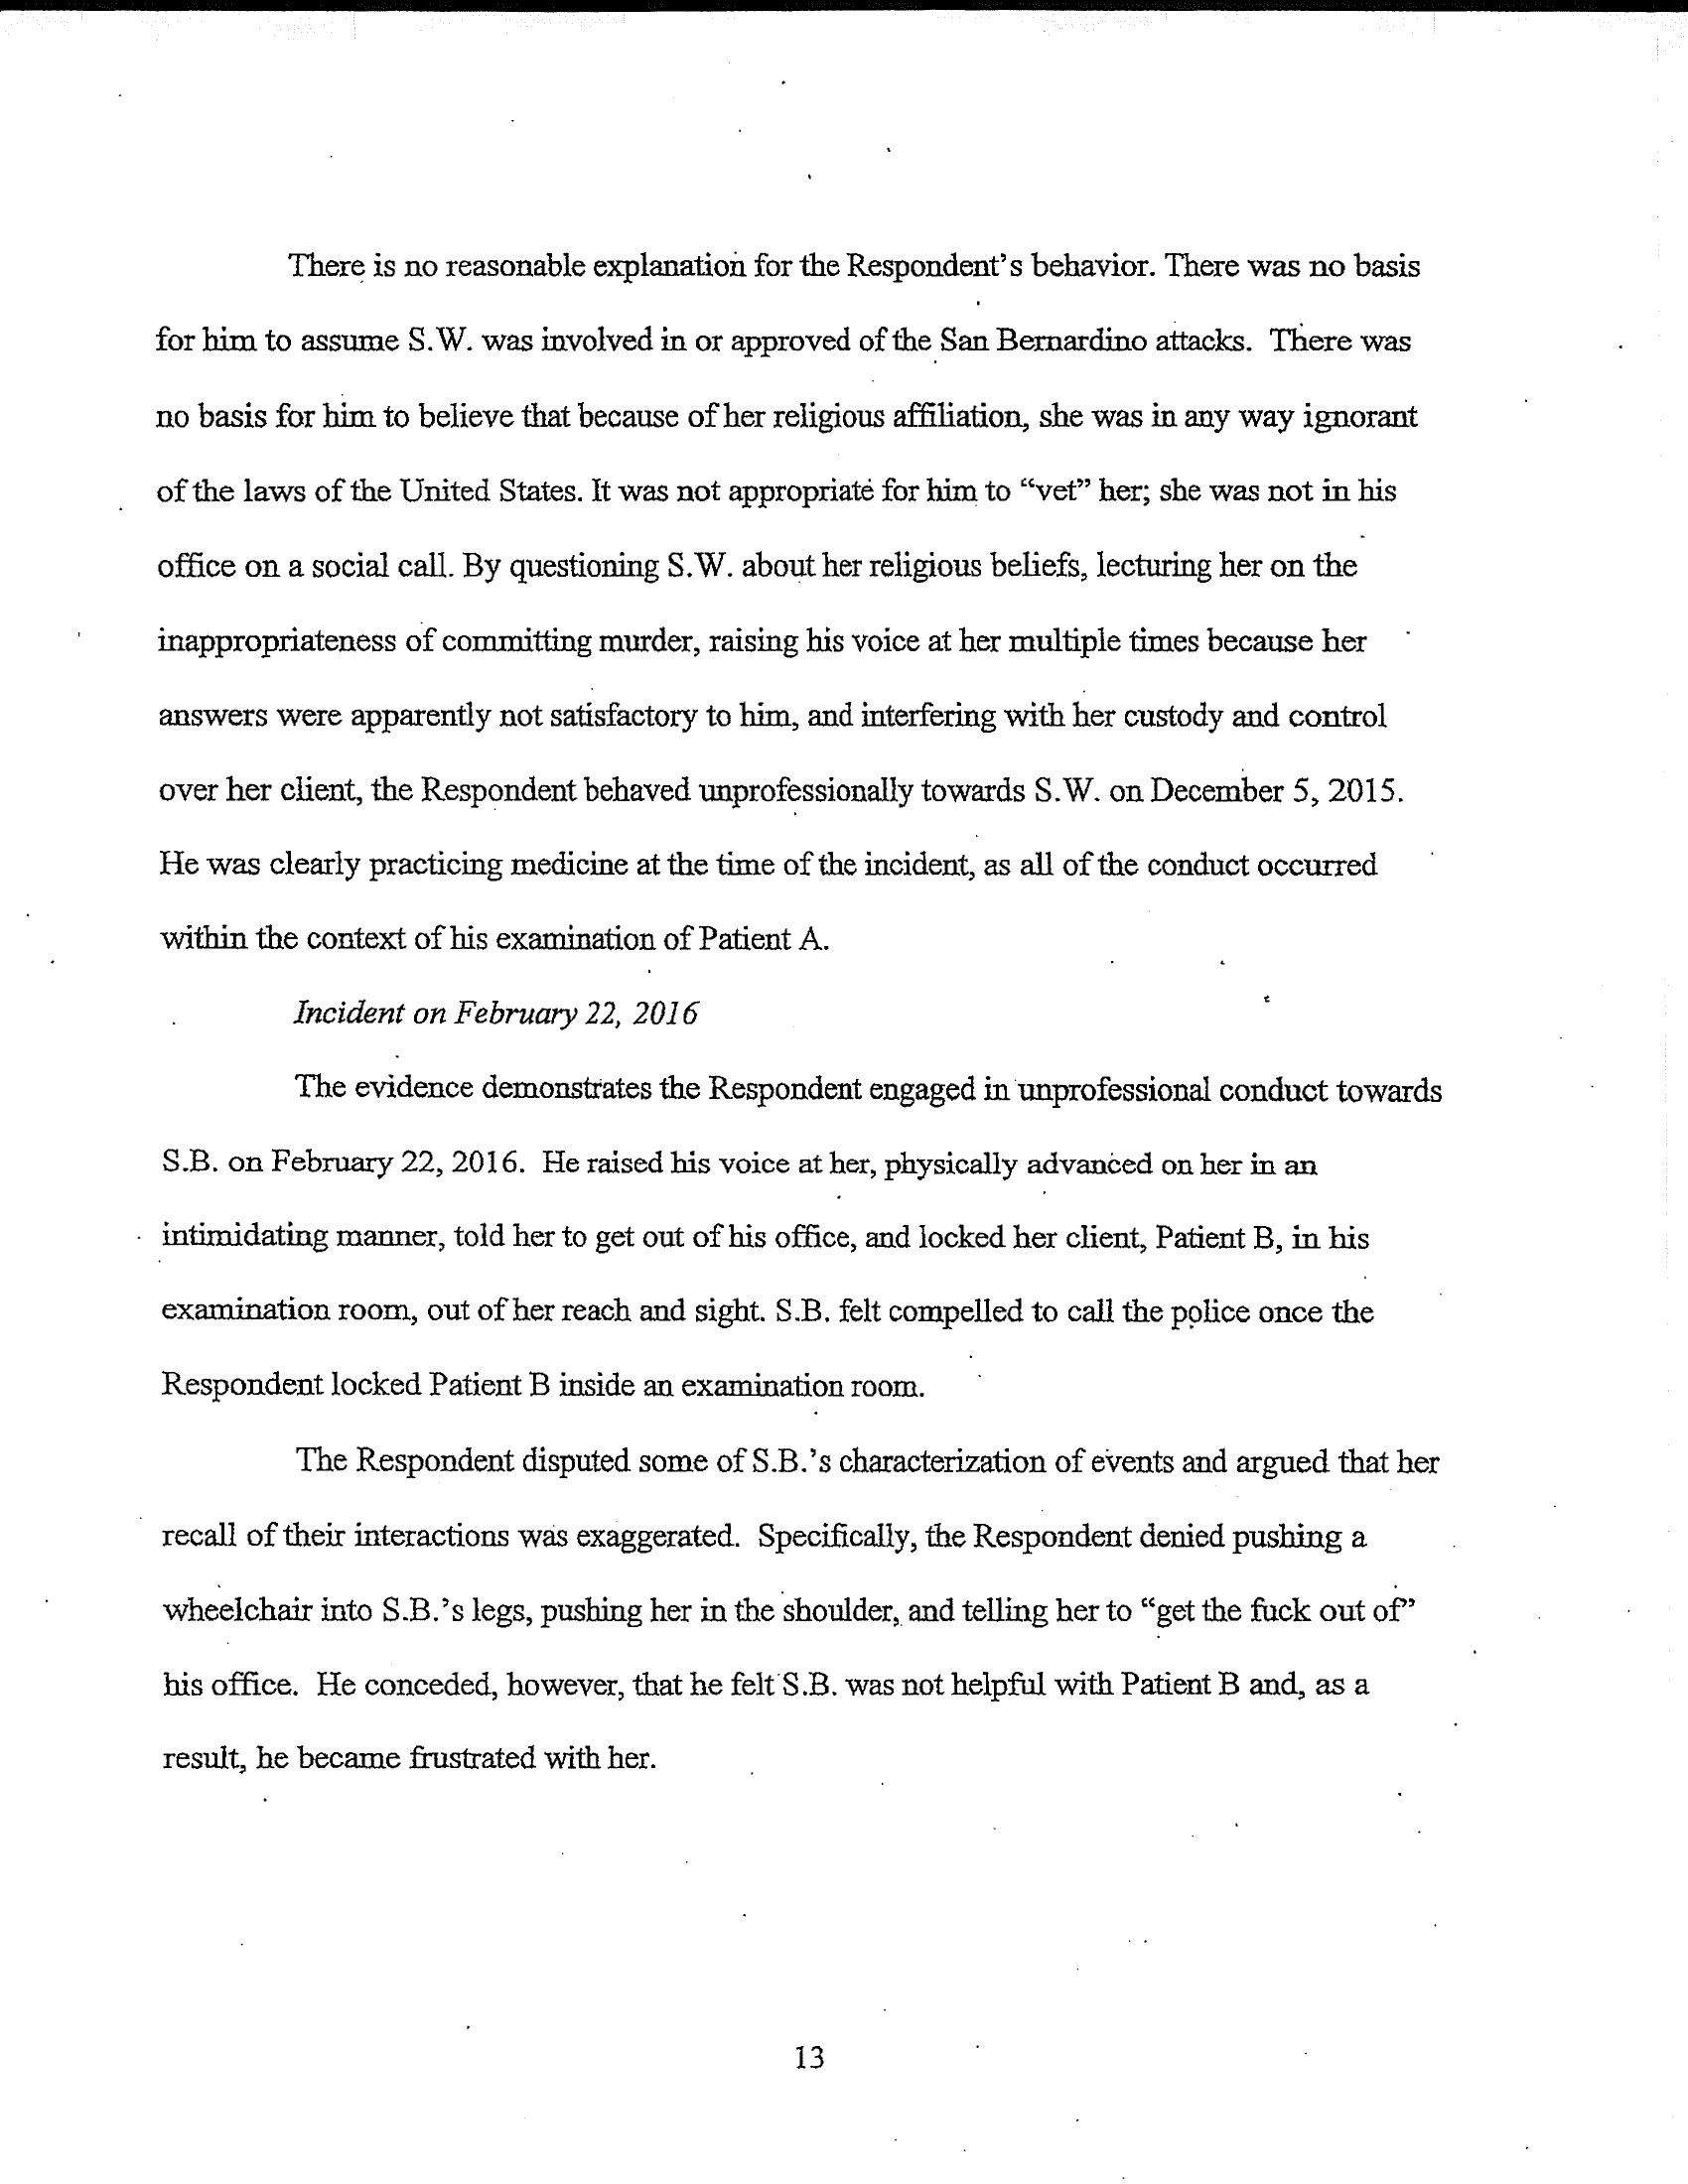 There is no reasonable explanation for the Respondent's behavior. There was no basis
for him to assume S.W. was involved in or approved of the San Bernardino attacks.  There was
no basis for him to believe that because of her religious affiliation, she was in any way ignorant
of the laws of the United States. It was not appropriate for him to “vet” her; she was not in his
office on a social call. By questioning S.W. about her religious beliefs, lecturing her on the
inappropriateness of committing murder, raising his voice at her multiple times because her
answers were apparently not satisfactory to him, and interfering with her custody and control
over her client, the Respondent behaved unprofessionally towards S.W. on December 5, 2015.
He was clearly practicing medicine at the time of the incident, as all of the conduct occurred
within the context of his examination of Patient A.
Incident on February 22, 2016
The evidence demonstrates the Respondent engaged in unprofessional conduct towards
S.B. on February 22, 2016.  He raised his voice at her, physically advanced on her in an
intimidating manner, told her to get out of his office, and locked her client, Patient B, in his
examination room, out of her reach and sight. S.B. felt compelled to call the police once the
Respondent locked Patient B inside an examination room.
The Respondent disputed some of S.B.'s characterization of events and argued that her
recall of their interactions was exaggerated.  Specifically, the Respondent denied pushing a
wheelchair into S.B.'s legs, pushing her in the shoulder, and telling her to “get the fuck out of”
his office.  He conceded, however, that he felt S.B. was not helpful with Patient B and, as a
result, he became frustrated with her.
13